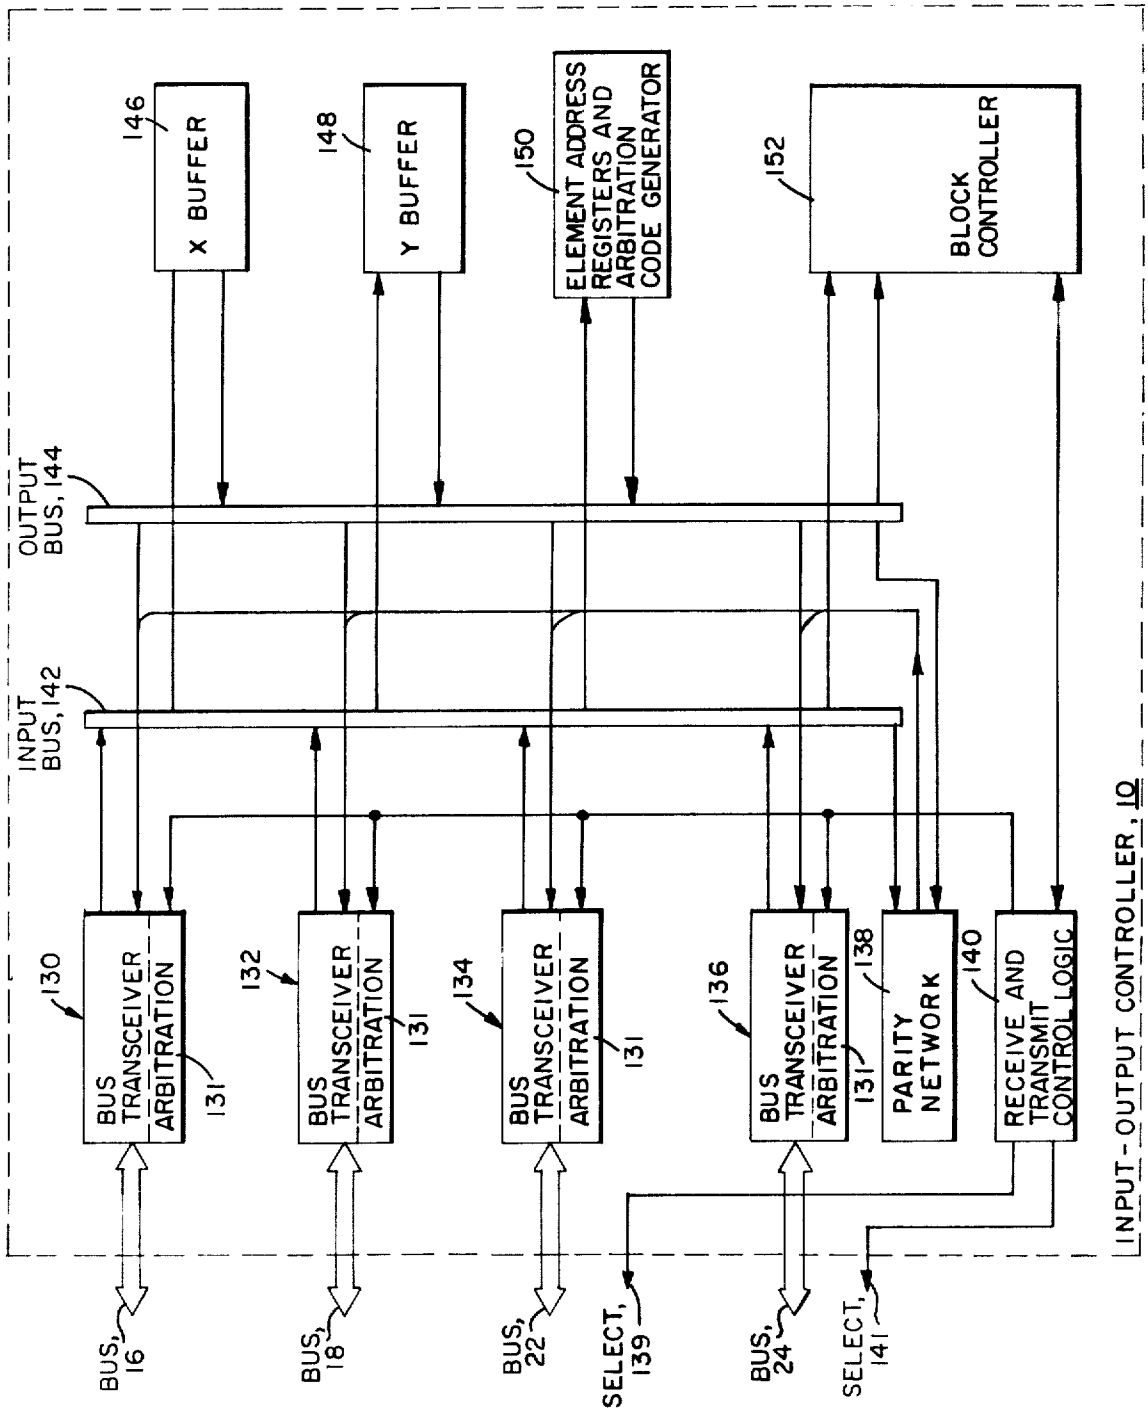 146
X BUFFER
148
Y BUFFER
150
ELEMENT ADDRESS
REGISTERS AND
ARBITRATION
CODE GENERATOR
152
BLOCK
CONTROLLER
OUTPUT
BUS, 144
INPUT
BUS, 142
130
BUS
TRANSCEIVER
ARBITRATION
131
132
BUS
TRANSCEIVER
ARBITRATION
131
134
BUS
TRANSCEIVER
ARBITRATION
131
136
BUS
TRANSCEIVER
ARBITRATION
131
138
PARITY
NETWORK
140
RECEIVE AND
TRANSMIT
CONTROL LOGIC
BUS,
16
BUS,
18
BUS,
22
SELECT,
139
BUS,
24
SELECT,
141
INPUT-OUTPUT CONTROLLER, 10